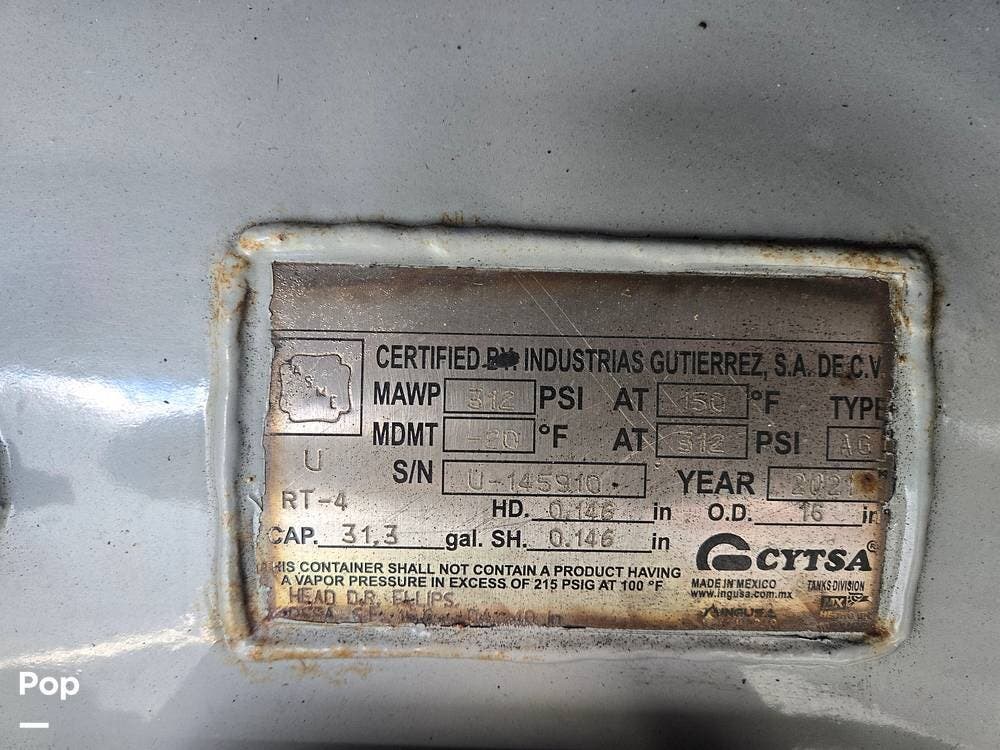 ASME
CERTIFIED BY: INDUSTRIAS GUTIERREZ, S.A. DE C.V
MAWP 312 PSI AT 150 °F TYPE
MDMT -20 °F AT 312 PSI AG
U
S/N U-145910 YEAR 2021
RT-4 HD. 0.146 in O.D. 16 in
CAP. 31.3 gal. SH. 0.146 in
CYTSA®
THIS CONTAINER SHALL NOT CONTAIN A PRODUCT HAVING
A VAPOR PRESSURE IN EXCESS OF 215 PSIG AT 100 °F
MADE IN MEXICO TANKS DIVISION
www.ingusa.com.mx
HEAD D.R. ELLIPS.
INGUSA
Pop